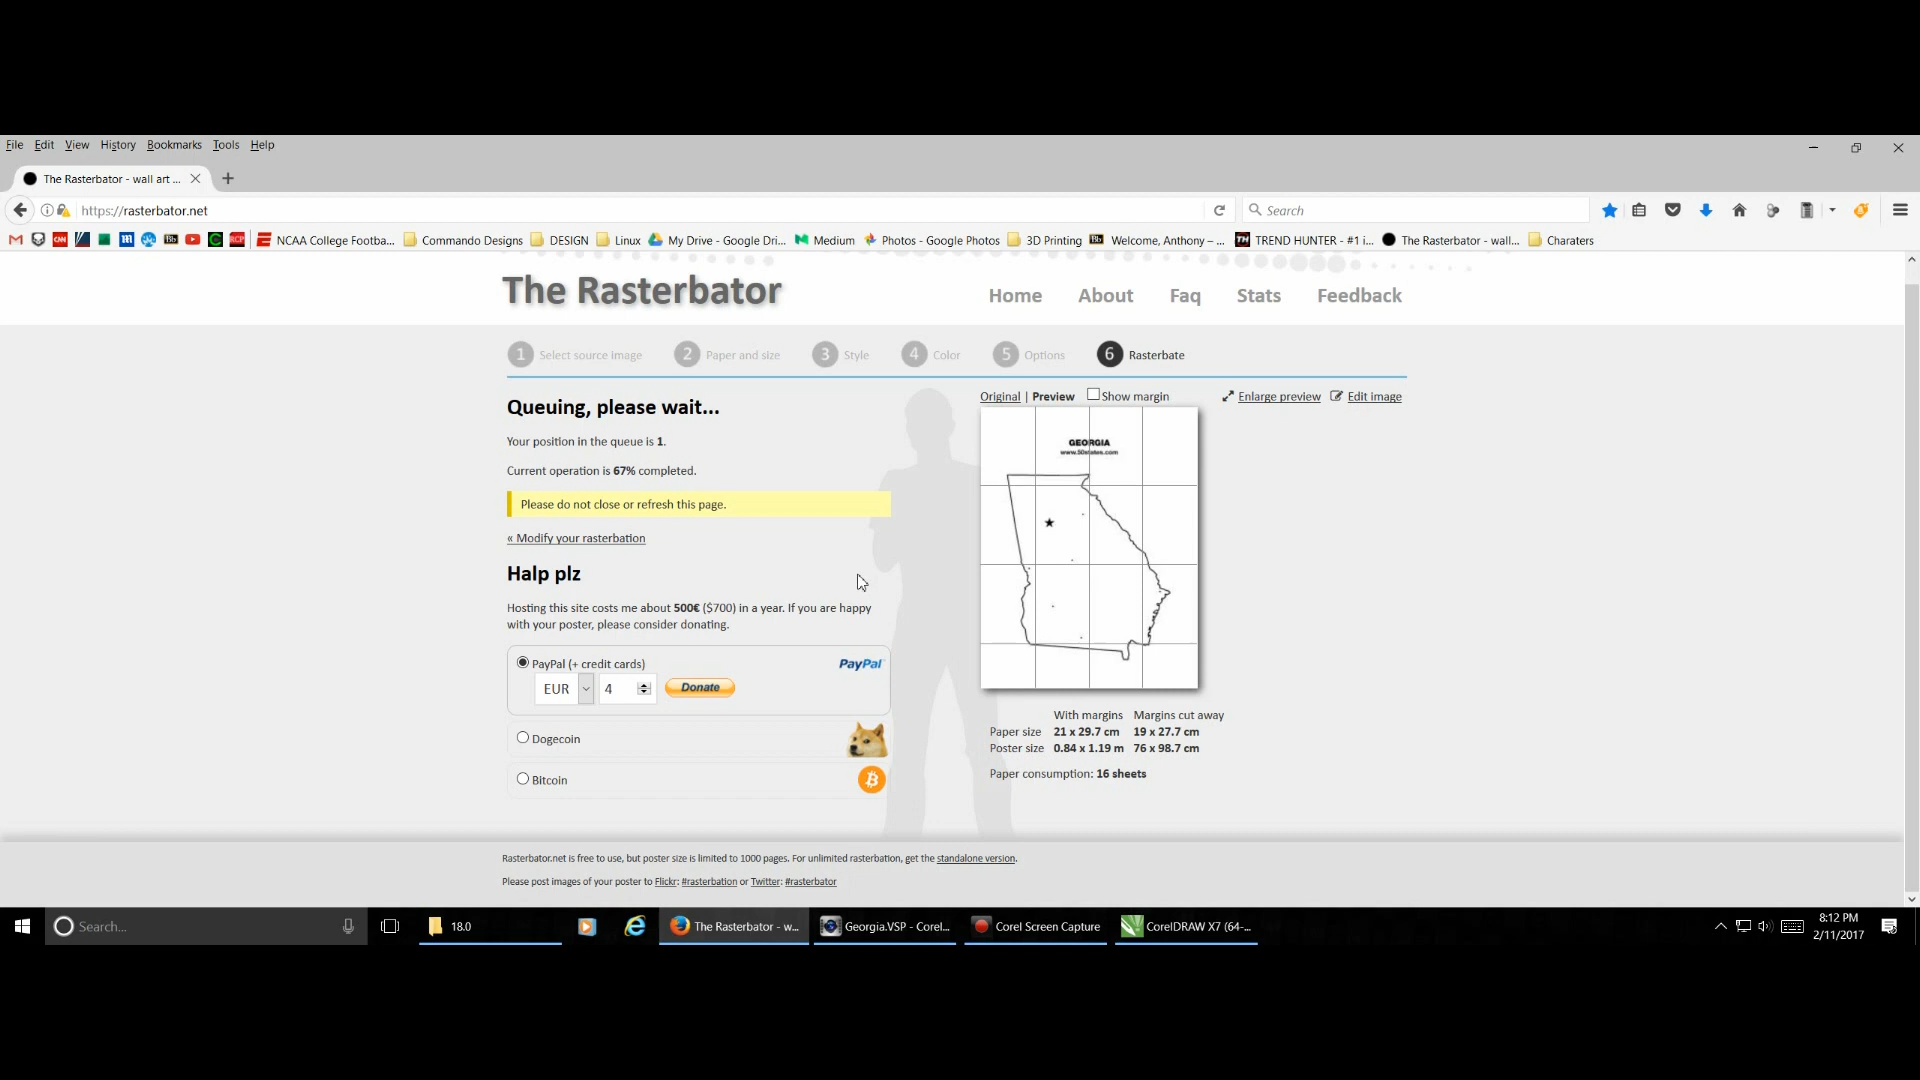 File Edit View History Bookmarks Tools Help
The Rasterbator - wall art ...
https://rasterbator.net
Search
NCAA College Footba... Commando Designs DESIGN Linux My Drive - Google Dri... Medium Photos - Google Photos 3D Printing Welcome, Anthony – ... TREND HUNTER - #1 i... The Rasterbator - wall... Charaters
The Rasterbator
Home About Faq Stats Feedback
1 Select source image 2 Paper and size 3 Style 4 Color 5 Options 6 Rasterbate
Queuing, please wait...
Your position in the queue is 1.
Current operation is 67% completed.
Please do not close or refresh this page.
« Modify your rasterbation
Halp plz
Hosting this site costs me about 500€ ($700) in a year. If you are happy
with your poster, please consider donating.
PayPal (+ credit cards) PayPal
EUR 4 Donate
Dogecoin
Bitcoin
Original | Preview Show margin Enlarge preview Edit image
GEORGIA
www.50states.com
With margins Margins cut away
Paper size 21 x 29.7 cm 19 x 27.7 cm
Poster size 0.84 x 1.19 m 76 x 98.7 cm
Paper consumption: 16 sheets
Rasterbator.net is free to use, but poster size is limited to 1000 pages. For unlimited rasterbation, get the standalone version.
Please post images of your poster to Flickr: #rasterbation or Twitter: #rasterbator
Search... 18.0 The Rasterbator - w... Georgia.VSP - Corel... Corel Screen Capture CorelDRAW X7 (64-...
8:12 PM
2/11/2017